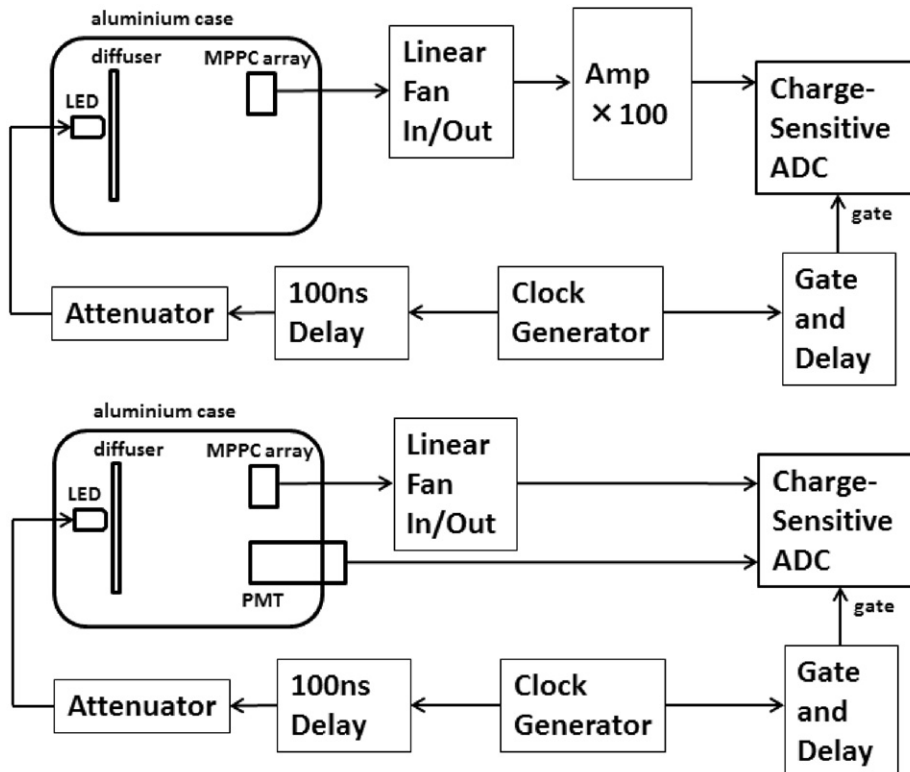 aluminium case
diffuser
MPPC array
LED
Linear
Fan
In/Out
Amp
×100
Charge-
Sensitive
ADC
gate
Attenuator
100ns
Delay
Clock
Generator
Gate
and
Delay
aluminium case
diffuser
MPPC array
LED
PMT
Linear
Fan
In/Out
Charge-
Sensitive
ADC
gate
Attenuator
100ns
Delay
Clock
Generator
Gate
and
Delay